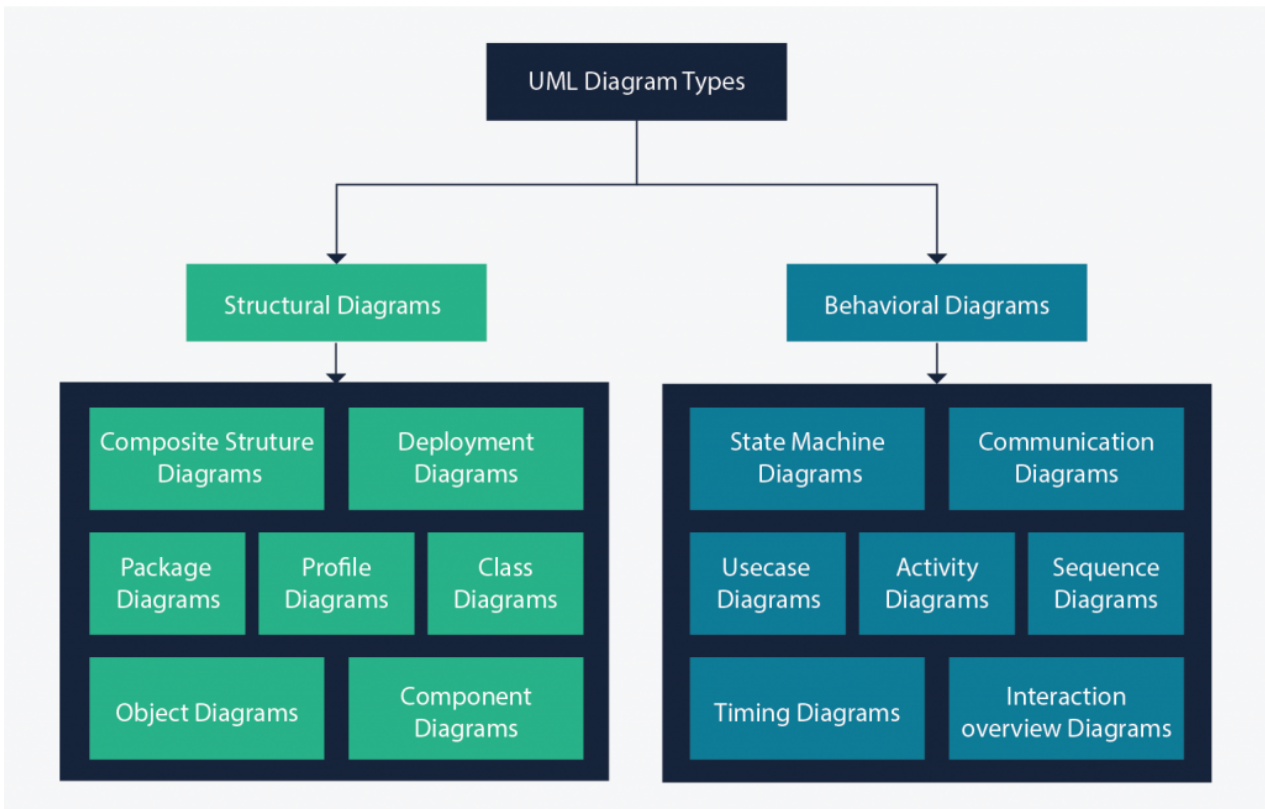 UML Diagram Types
Structural Diagrams
Behavioral Diagrams
Composite Struture
Diagrams
Deployment
Diagrams
Package
Diagrams
Profile
Diagrams
Class
Diagrams
Object Diagrams
Component
Diagrams
State Machine
Diagrams
Communication
Diagrams
Usecase
Diagrams
Activity
Diagrams
Sequence
Diagrams
Timing Diagrams
Interaction
overview Diagrams